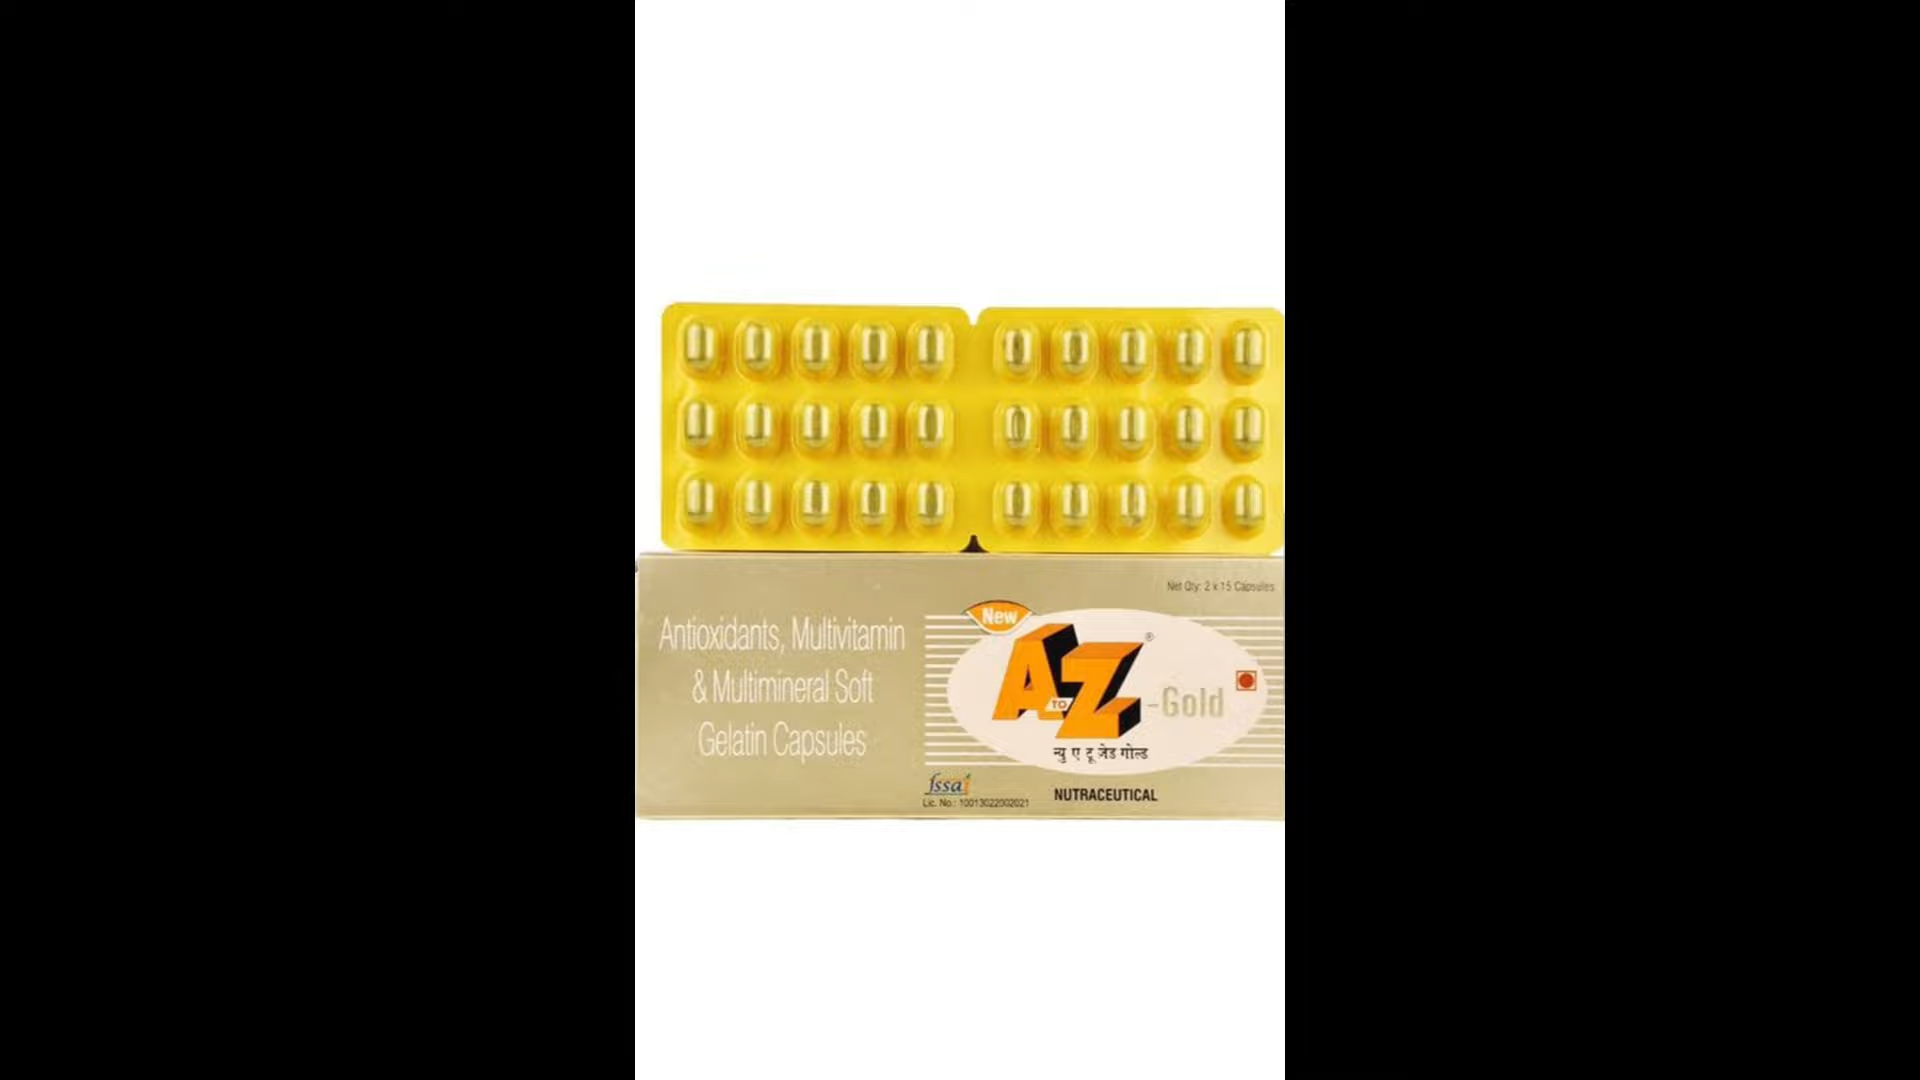 Net Qty: 2 x 15 Capsules
Antioxidants, Multivitamin
& Multimineral Soft
Gelatin Capsules
New
A TO Z® -Gold
न्यु ए टू जेड गोल्ड
fssai
Lic. No.: 10013022002021
NUTRACEUTICAL